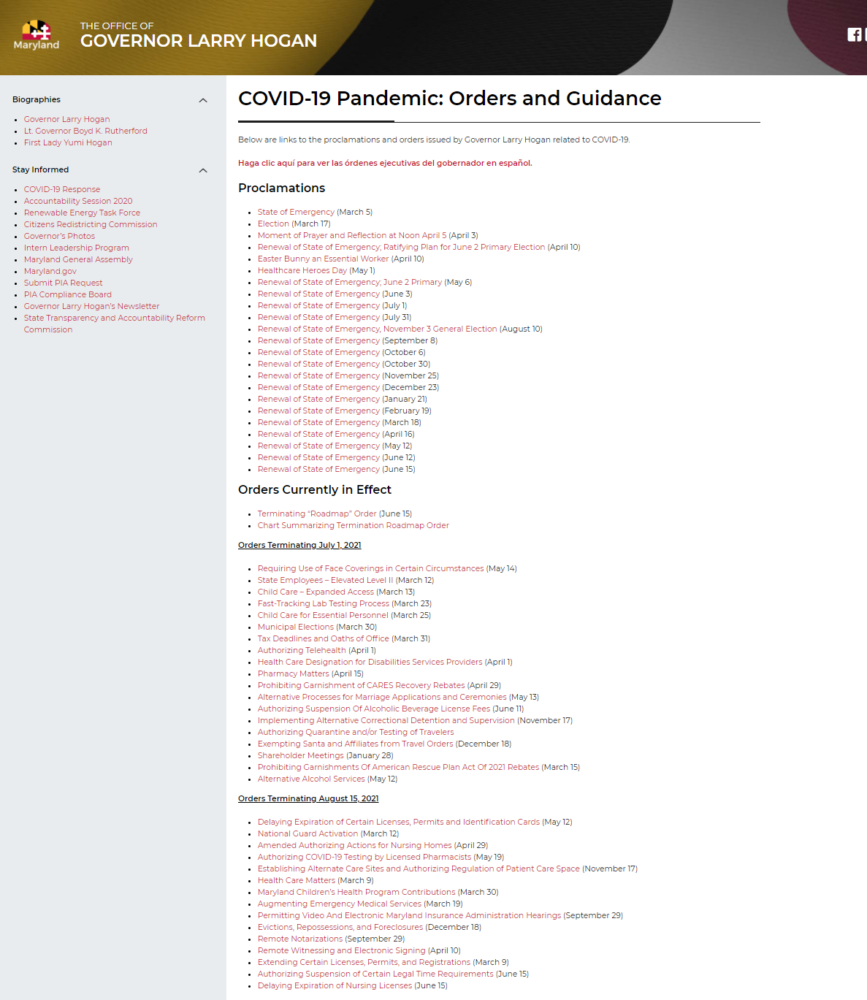 Maryland
THE OFFICE OF
GOVERNOR LARRY HOGAN
Biographies
Governor Larry Hogan
Lt. Governor Boyd K. Rutherford
First Lady Yumi Hogan
Stay Informed
COVID-19 Response
Accountability Session 2020
Renewable Energy Task Force
Citizens Redistricting Commission
Governor's Photos
Intern Leadership Program
Maryland General Assembly
Maryland.gov
Submit PIA Request
PIA Compliance Board
Governor Larry Hogan's Newsletter
State Transparency and Accountability Reform
Commission
COVID-19 Pandemic: Orders and Guidance
Below are links to the proclamations and orders issued by Governor Larry Hogan related to COVID-19.
Haga clic aquí para ver las órdenes ejecutivas del gobernador en español.
Proclamations
State of Emergency (March 5)
Election (March 17)
Moment of Prayer and Reflection at Noon April 5 (April 3)
Renewal of State of Emergency; Ratifying Plan for June 2 Primary Election (April 10)
Easter Bunny an Essential Worker (April 10)
Healthcare Heroes Day (May 1)
Renewal of State of Emergency; June 2 Primary (May 6)
Renewal of State of Emergency (June 3)
Renewal of State of Emergency (July 1)
Renewal of State of Emergency (July 31)
Renewal of State of Emergency, November 3 General Election (August 10)
Renewal of State of Emergency (September 8)
Renewal of State of Emergency (October 6)
Renewal of State of Emergency (October 30)
Renewal of State of Emergency (November 25)
Renewal of State of Emergency (December 23)
Renewal of State of Emergency (January 21)
Renewal of State of Emergency (February 19)
Renewal of State of Emergency (March 18)
Renewal of State of Emergency (April 16)
Renewal of State of Emergency (May 12)
Renewal of State of Emergency (June 12)
Renewal of State of Emergency (June 15)
Orders Currently in Effect
Terminating “Roadmap” Order (June 15)
Chart Summarizing Termination Roadmap Order
Orders Terminating July 1, 2021
Requiring Use of Face Coverings in Certain Circumstances (May 14)
State Employees – Elevated Level II (March 12)
Child Care – Expanded Access (March 13)
Fast-Tracking Lab Testing Process (March 23)
Child Care for Essential Personnel (March 25)
Municipal Elections (March 30)
Tax Deadlines and Oaths of Office (March 31)
Authorizing Telehealth (April 1)
Health Care Designation for Disabilities Services Providers (April 1)
Pharmacy Matters (April 15)
Prohibiting Garnishment of CARES Recovery Rebates (April 29)
Alternative Processes for Marriage Applications and Ceremonies (May 13)
Authorizing Suspension Of Alcoholic Beverage License Fees (June 11)
Implementing Alternative Correctional Detention and Supervision (November 17)
Authorizing Quarantine and/or Testing of Travelers
Exempting Santa and Affiliates from Travel Orders (December 18)
Shareholder Meetings (January 28)
Prohibiting Garnishments Of American Rescue Plan Act Of 2021 Rebates (March 15)
Alternative Alcohol Services (May 12)
Orders Terminating August 15, 2021
Delaying Expiration of Certain Licenses, Permits and Identification Cards (May 12)
National Guard Activation (March 12)
Amended Authorizing Actions for Nursing Homes (April 29)
Authorizing COVID-19 Testing by Licensed Pharmacists (May 19)
Establishing Alternate Care Sites and Authorizing Regulation of Patient Care Space (November 17)
Health Care Matters (March 9)
Maryland Children's Health Program Contributions (March 30)
Augmenting Emergency Medical Services (March 19)
Permitting Video And Electronic Maryland Insurance Administration Hearings (September 29)
Evictions, Repossessions, and Foreclosures (December 18)
Remote Notarizations (September 29)
Remote Witnessing and Electronic Signing (April 10)
Extending Certain Licenses, Permits, and Registrations (March 9)
Authorizing Suspension of Certain Legal Time Requirements (June 15)
Delaying Expiration of Nursing Licenses (June 15)